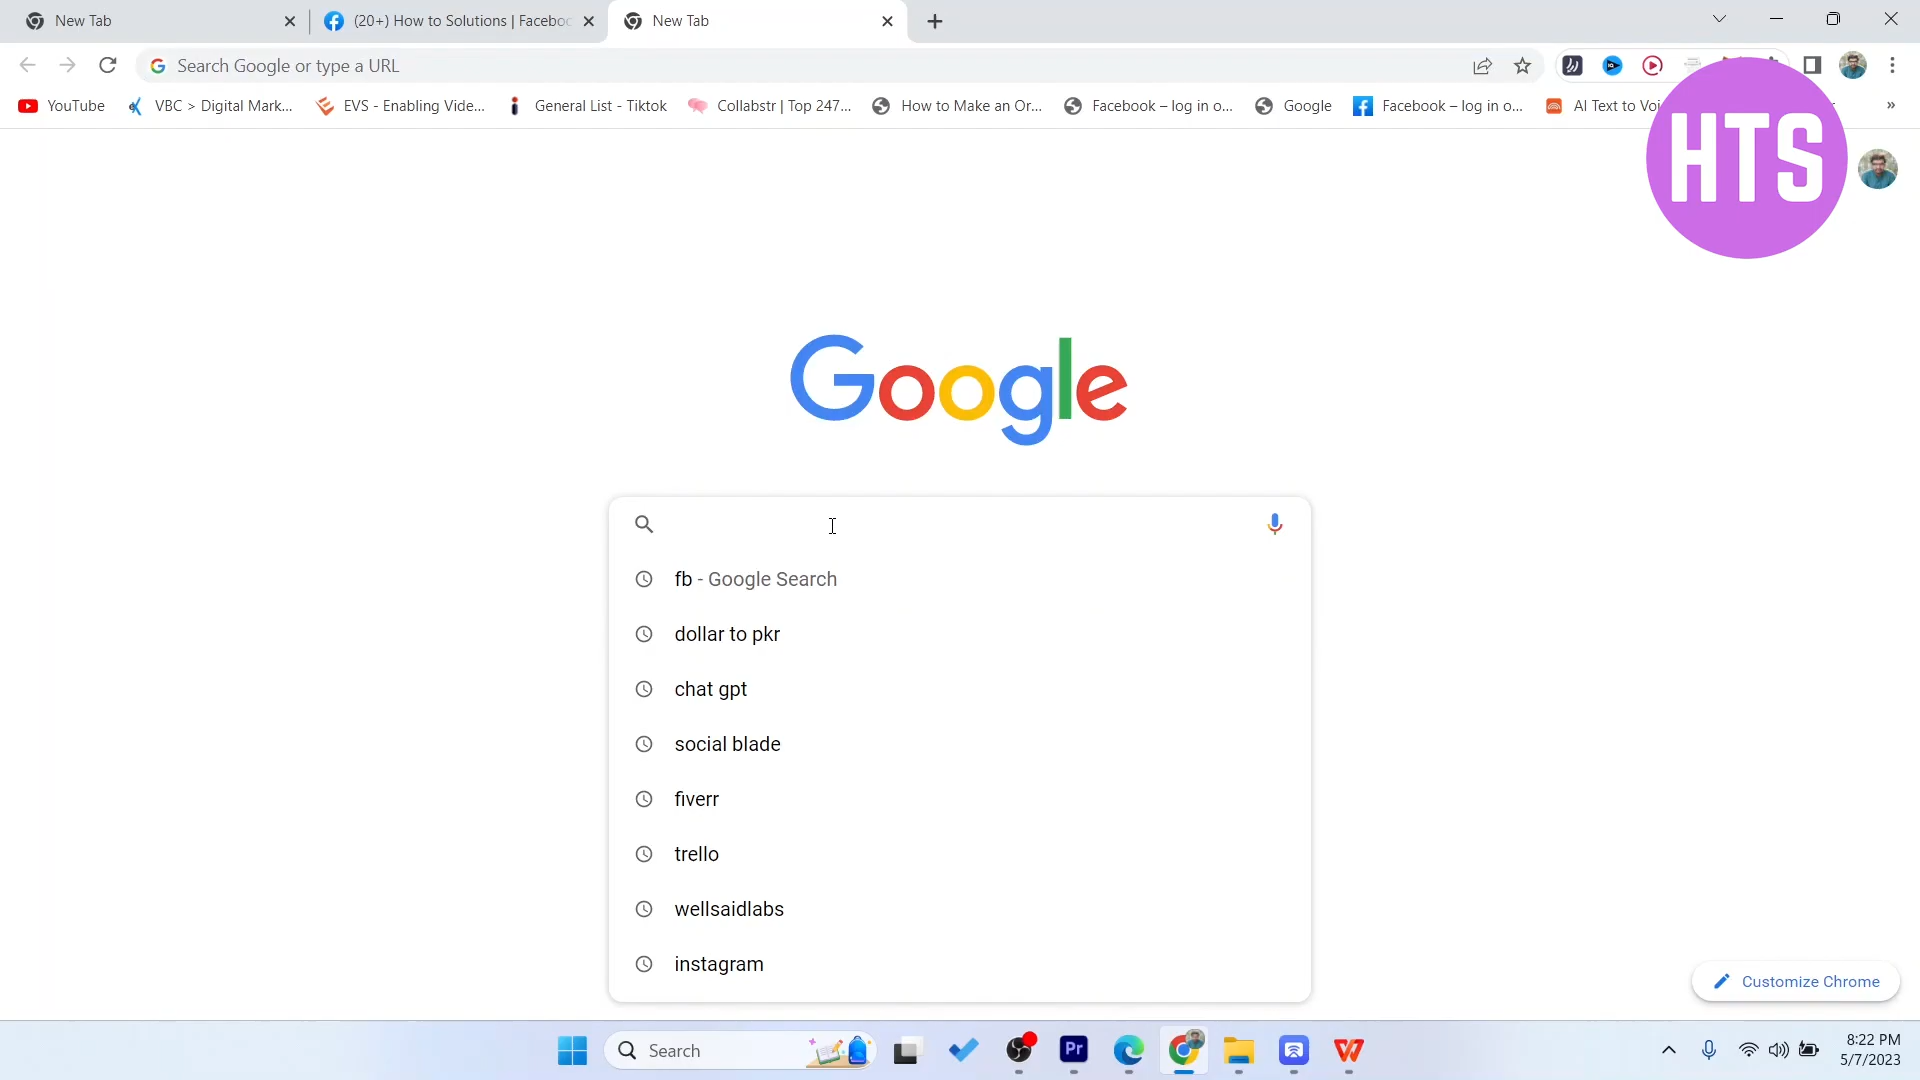 New Tab
(20+) How to Solutions | Faceboo
New Tab
Search Google or type a URL
YouTube
VBC > Digital Mark...
EVS - Enabling Vide...
General List - Tiktok
Collabstr | Top 247...
How to Make an Or...
Facebook – log in o...
Google
Facebook – log in o...
AI Text to Voi
HTS
Google
fb - Google Search
dollar to pkr
chat gpt
social blade
fiverr
trello
wellsaidlabs
instagram
Customize Chrome
Search
Pr
8:22 PM
5/7/2023